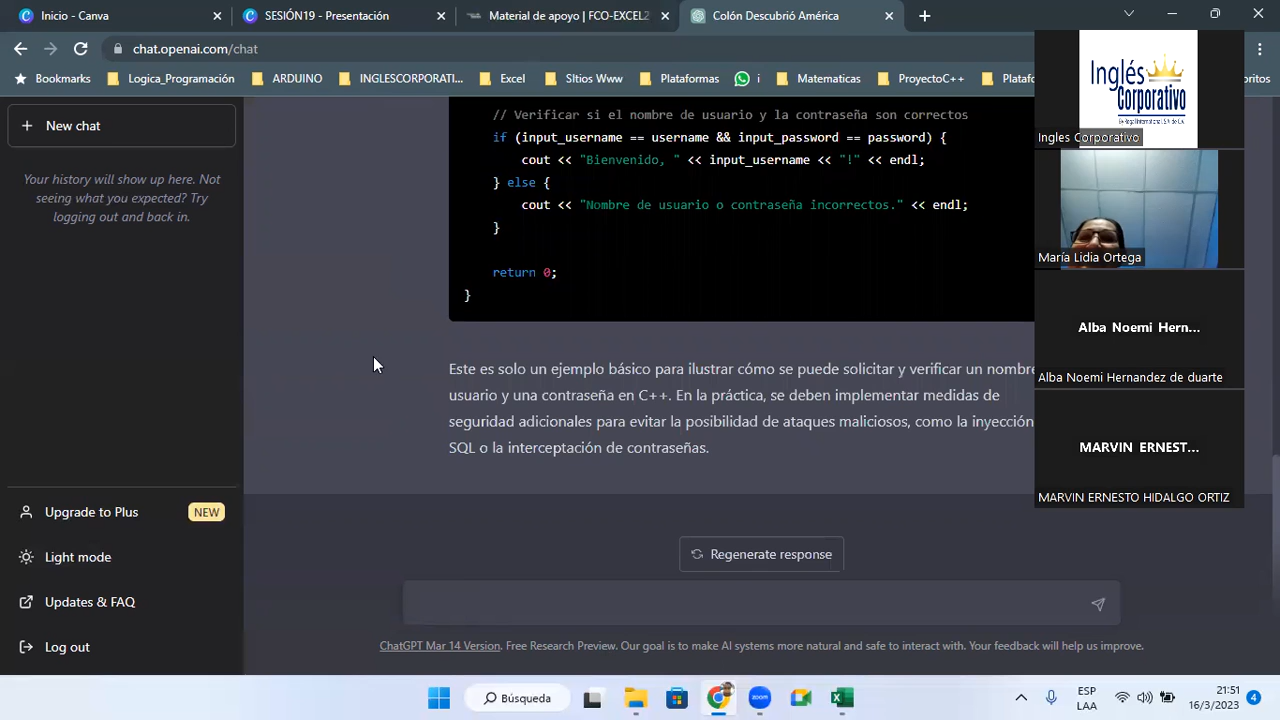 Inicio - Canva
SESIÓN19 - Presentación
Material de apoyo | FCO-EXCEL2
Colón Descubrió América
chat.openai.com/chat
Bookmarks
Logica_Programación
ARDUINO
INGLESCORPORATI...
Excel
SItios Www
Plataformas
i
Matematicas
ProyectoC++
Platafo
oritos
New chat
Your history will show up here. Not
seeing what you expected? Try
logging out and back in.
Upgrade to Plus
NEW
Light mode
Updates & FAQ
Log out
// Verificar si el nombre de usuario y la contraseña son correctos
if (input_username == username && input_password == password) {
cout << "Bienvenido, " << input_username << "!" << endl;
} else {
cout << "Nombre de usuario o contraseña incorrectos." << endl;
}
return 0;
}
Este es solo un ejemplo básico para ilustrar cómo se puede solicitar y verificar un nombre
usuario y una contraseña en C++. En la práctica, se deben implementar medidas de
seguridad adicionales para evitar la posibilidad de ataques maliciosos, como la inyección
SQL o la interceptación de contraseñas.
Regenerate response
ChatGPT Mar 14 Version. Free Research Preview. Our goal is to make AI systems more natural and safe to interact with. Your feedback will help us improve.
Inglés
Corporativo
Ingles Corporativo
María Lidia Ortega
Alba Noemi Hern...
Alba Noemi Hernandez de duarte
MARVIN ERNEST...
MARVIN ERNESTO HIDALGO ORTIZ
Búsqueda
zoom
ESP
LAA
21:51
16/3/2023
4